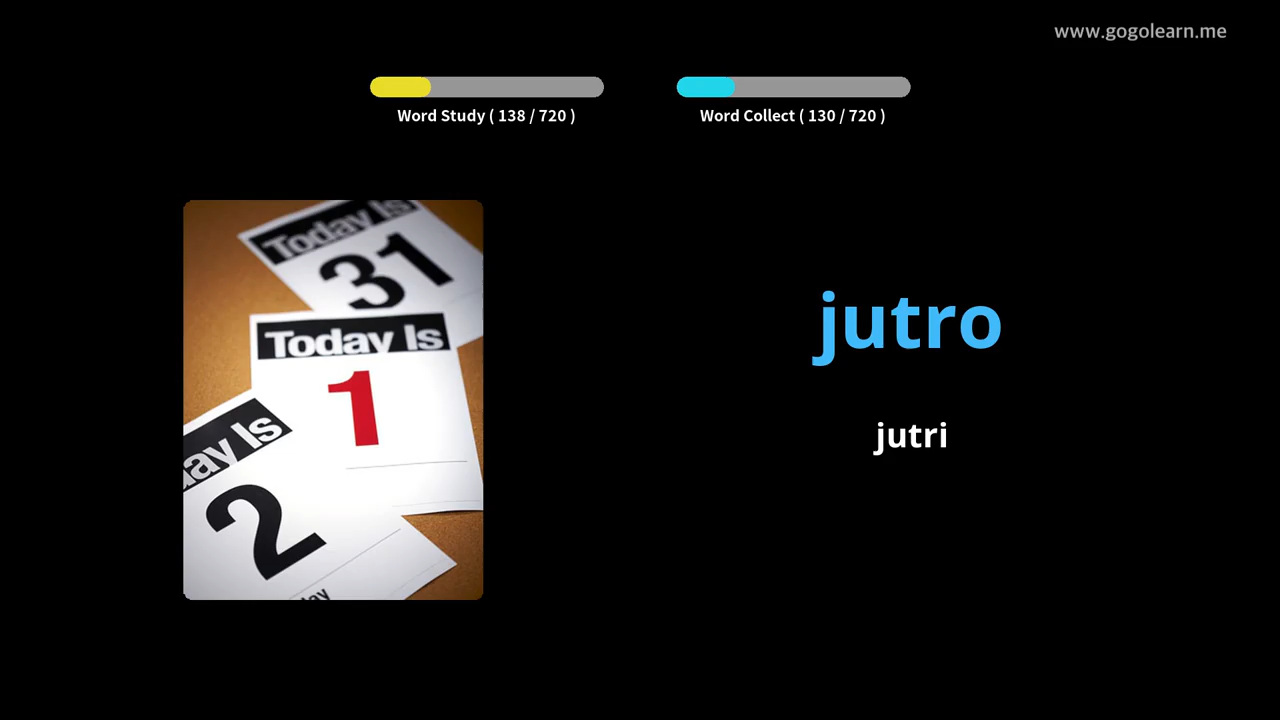 www.gogolearn.me
Word Study ( 138 / 720 )
Word Collect ( 130 / 720 )
Today Is
31
Today Is
1
ay Is
2
jutro
jutri